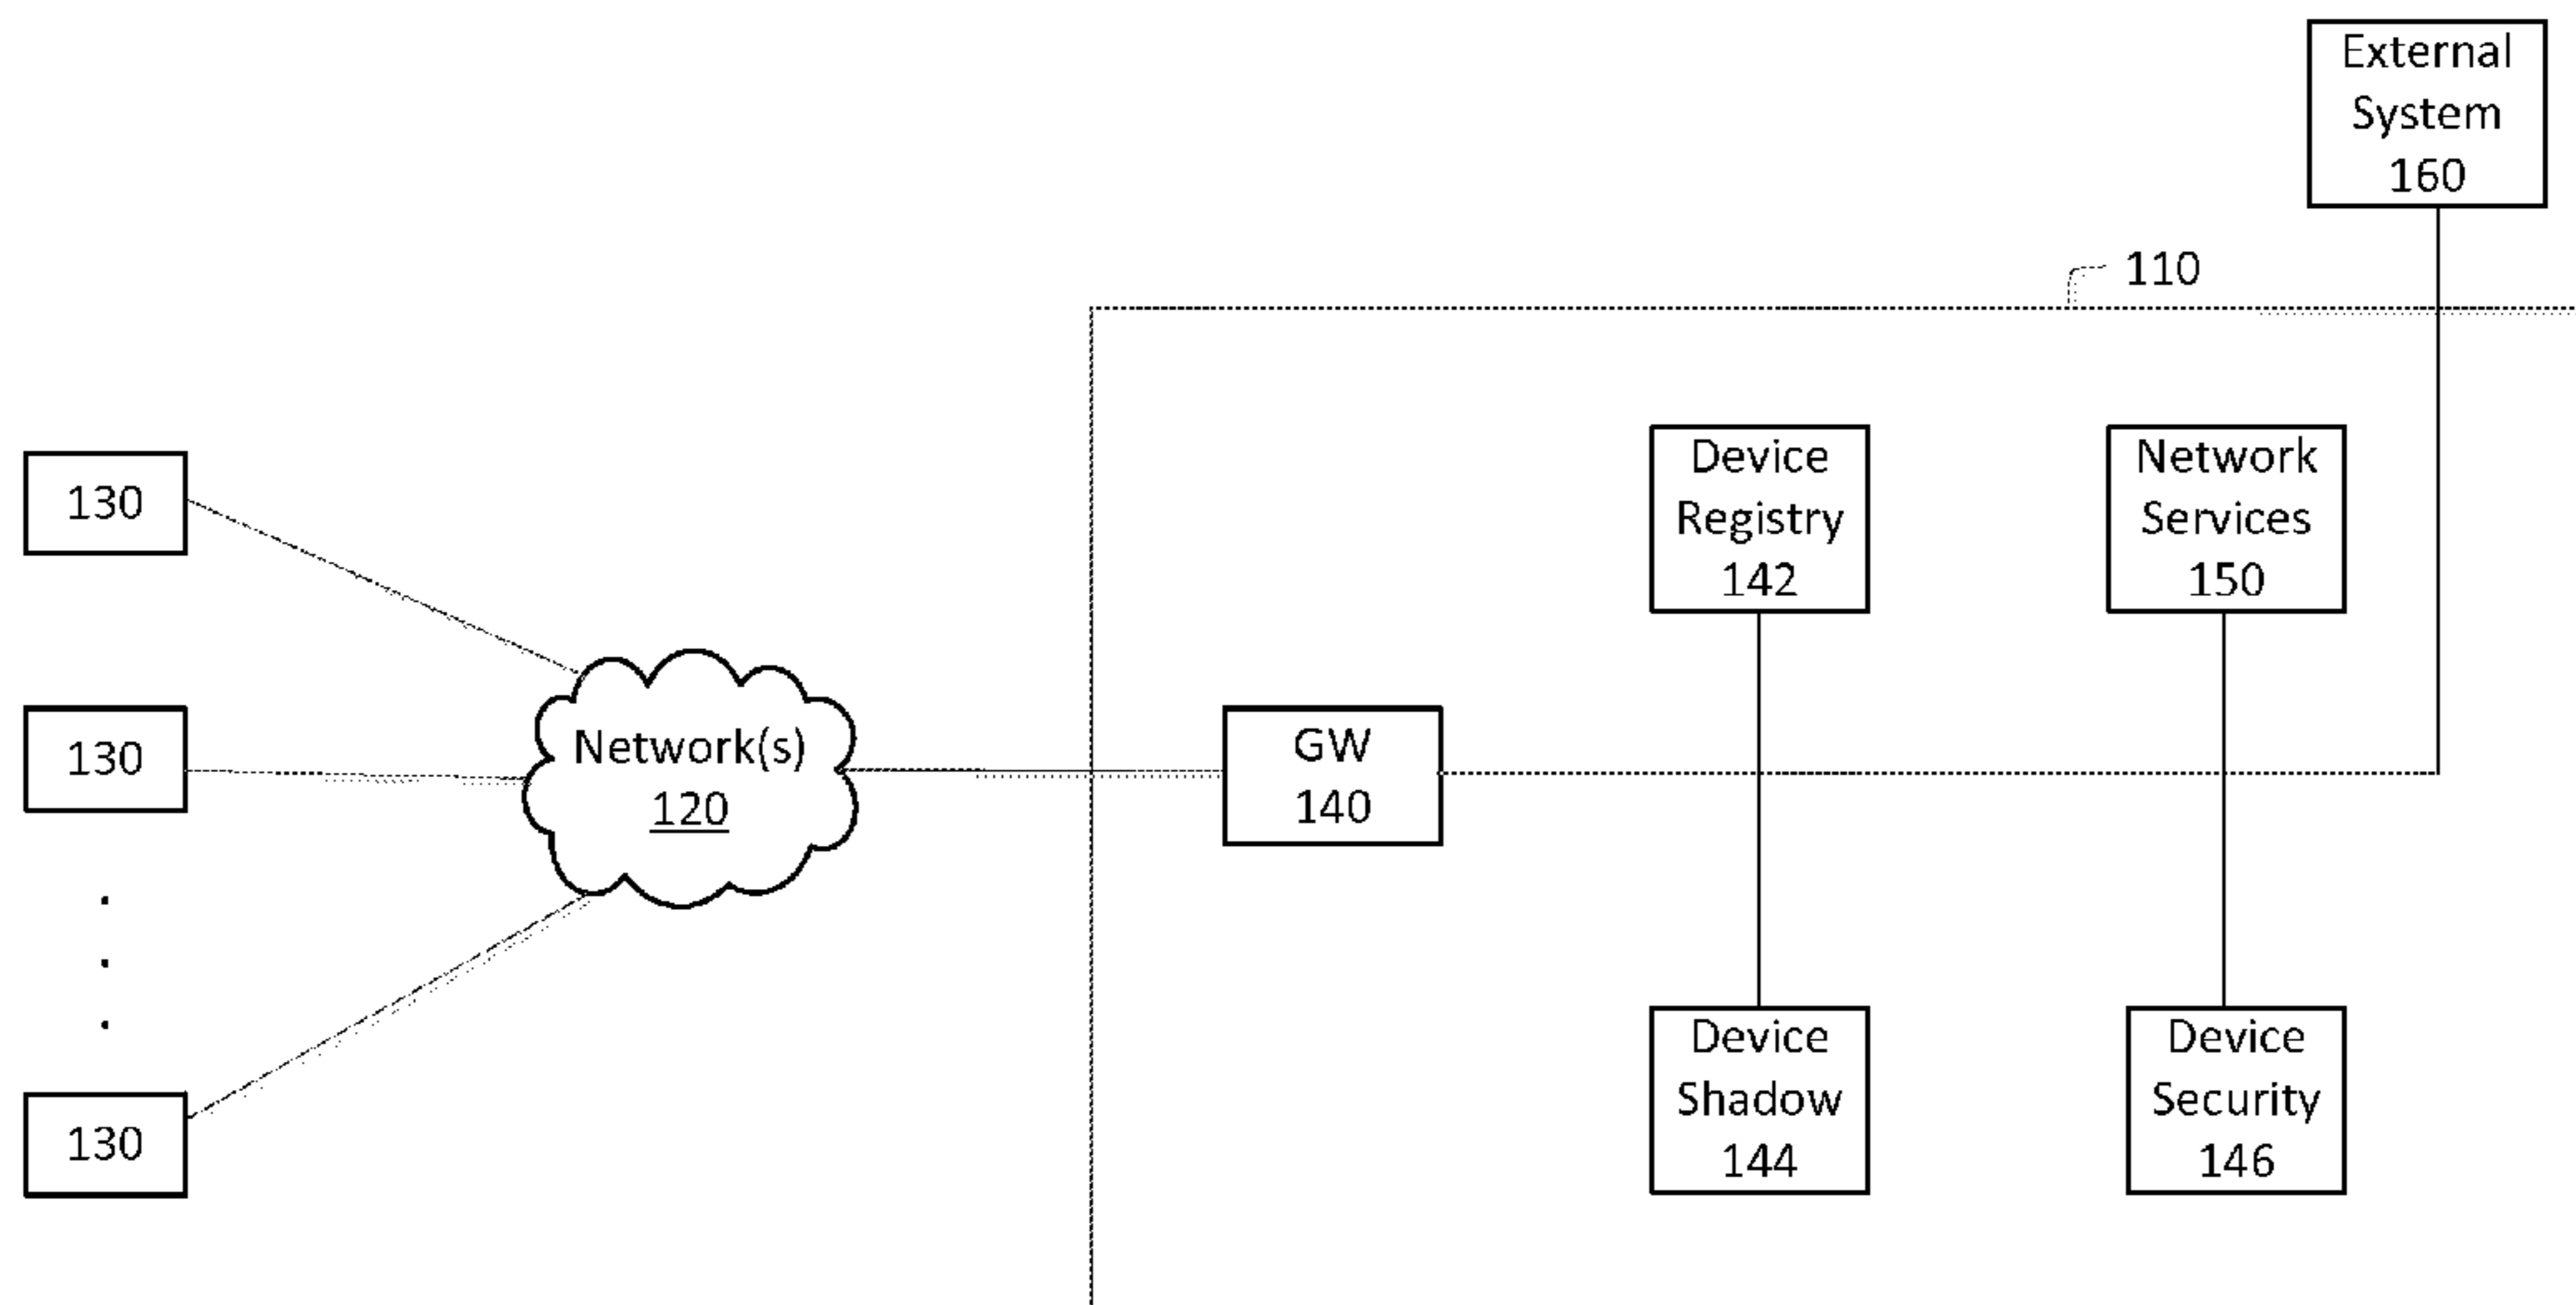 External
System
160
110
Device
Registry
142
Network
Services
150
130
130
Network(s)
120
GW
140
.
.
.
130
Device
Shadow
144
Device
Security
146